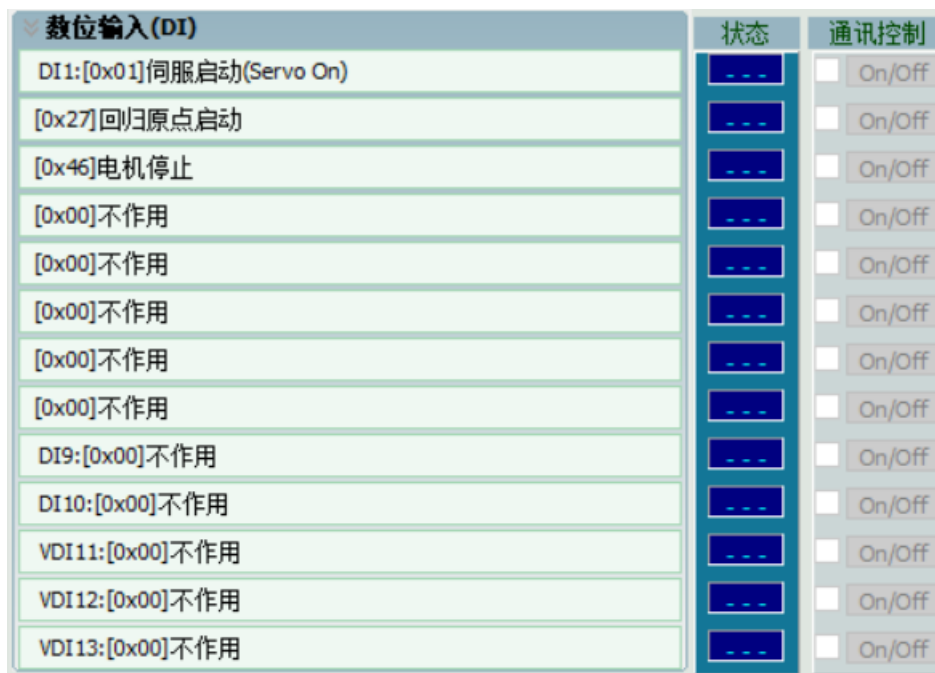 数位输入(DI) 状态 通讯控制
DI1:[0x01]伺服启动(Servo On) - - - On/Off
[0x27]回归原点启动 - - - On/Off
[0x46]电机停止 - - - On/Off
[0x00]不作用 - - - On/Off
[0x00]不作用 - - - On/Off
[0x00]不作用 - - - On/Off
[0x00]不作用 - - - On/Off
[0x00]不作用 - - - On/Off
DI9:[0x00]不作用 - - - On/Off
DI10:[0x00]不作用 - - - On/Off
VDI11:[0x00]不作用 - - - On/Off
VDI12:[0x00]不作用 - - - On/Off
VDI13:[0x00]不作用 - - - On/Off